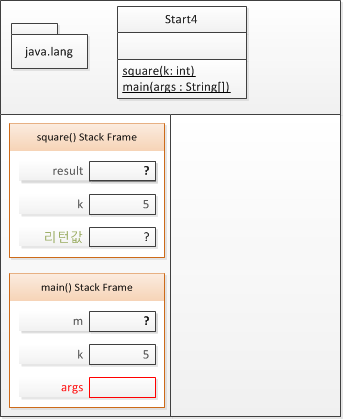 Start4
java.lang
square(k: int)
main(args : String[])
square() Stack Frame
result ?
k 5
리턴값 ?
main() Stack Frame
m ?
k 5
args